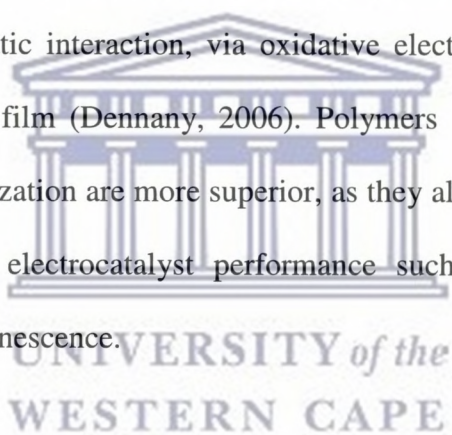 tic interaction, via oxidative elect
film (Dennany, 2006). Polymers
zation are more superior, as they al
electrocatalyst performance such
nescence.
UNIVERSITY of the
WESTERN CAPE